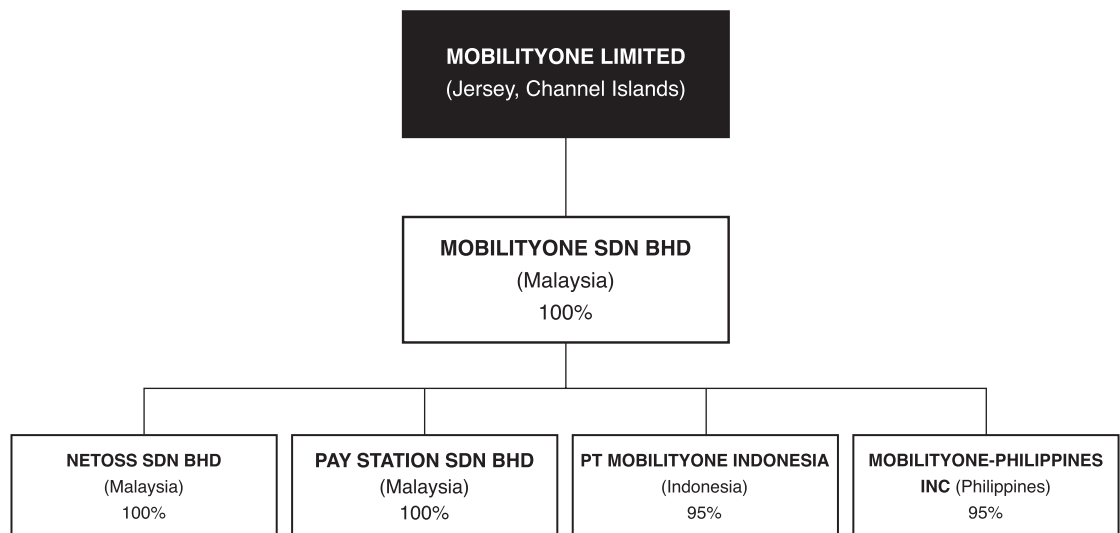 MOBILITYONE LIMITED
(Jersey, Channel Islands)
MOBILITYONE SDN BHD
(Malaysia)
100%
NETOSS SDN BHD
(Malaysia)
100%
PAY STATION SDN BHD
(Malaysia)
100%
PT MOBILITYONE INDONESIA
(Indonesia)
95%
MOBILITYONE-PHILIPPINES
INC (Philippines)
95%